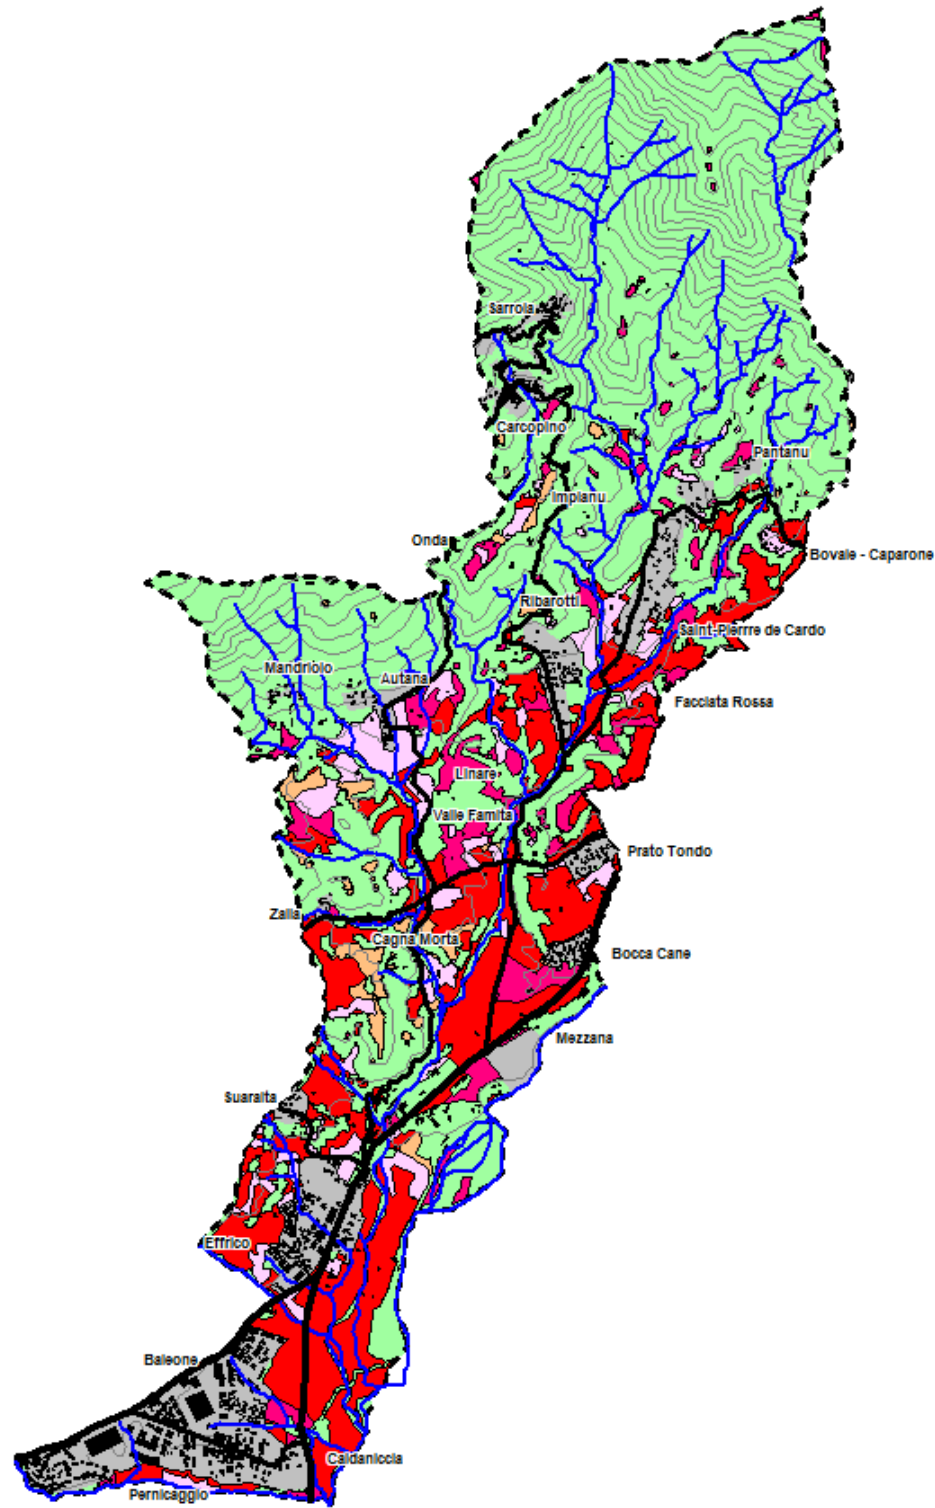 Sarrola
Carcopino
Pantanu
Impianu
Onda
Bovale - Caparone
Ribarotti
Saint-Pierrre de Cardo
Mandriolo
Autana
Facciata Rossa
Linare
Valle Famita
Prato Tondo
Zalla
Cagna Morta
Bocca Cane
Mezzana
Suaralta
Effrico
Baleone
Caldaniccia
Pernicaggio